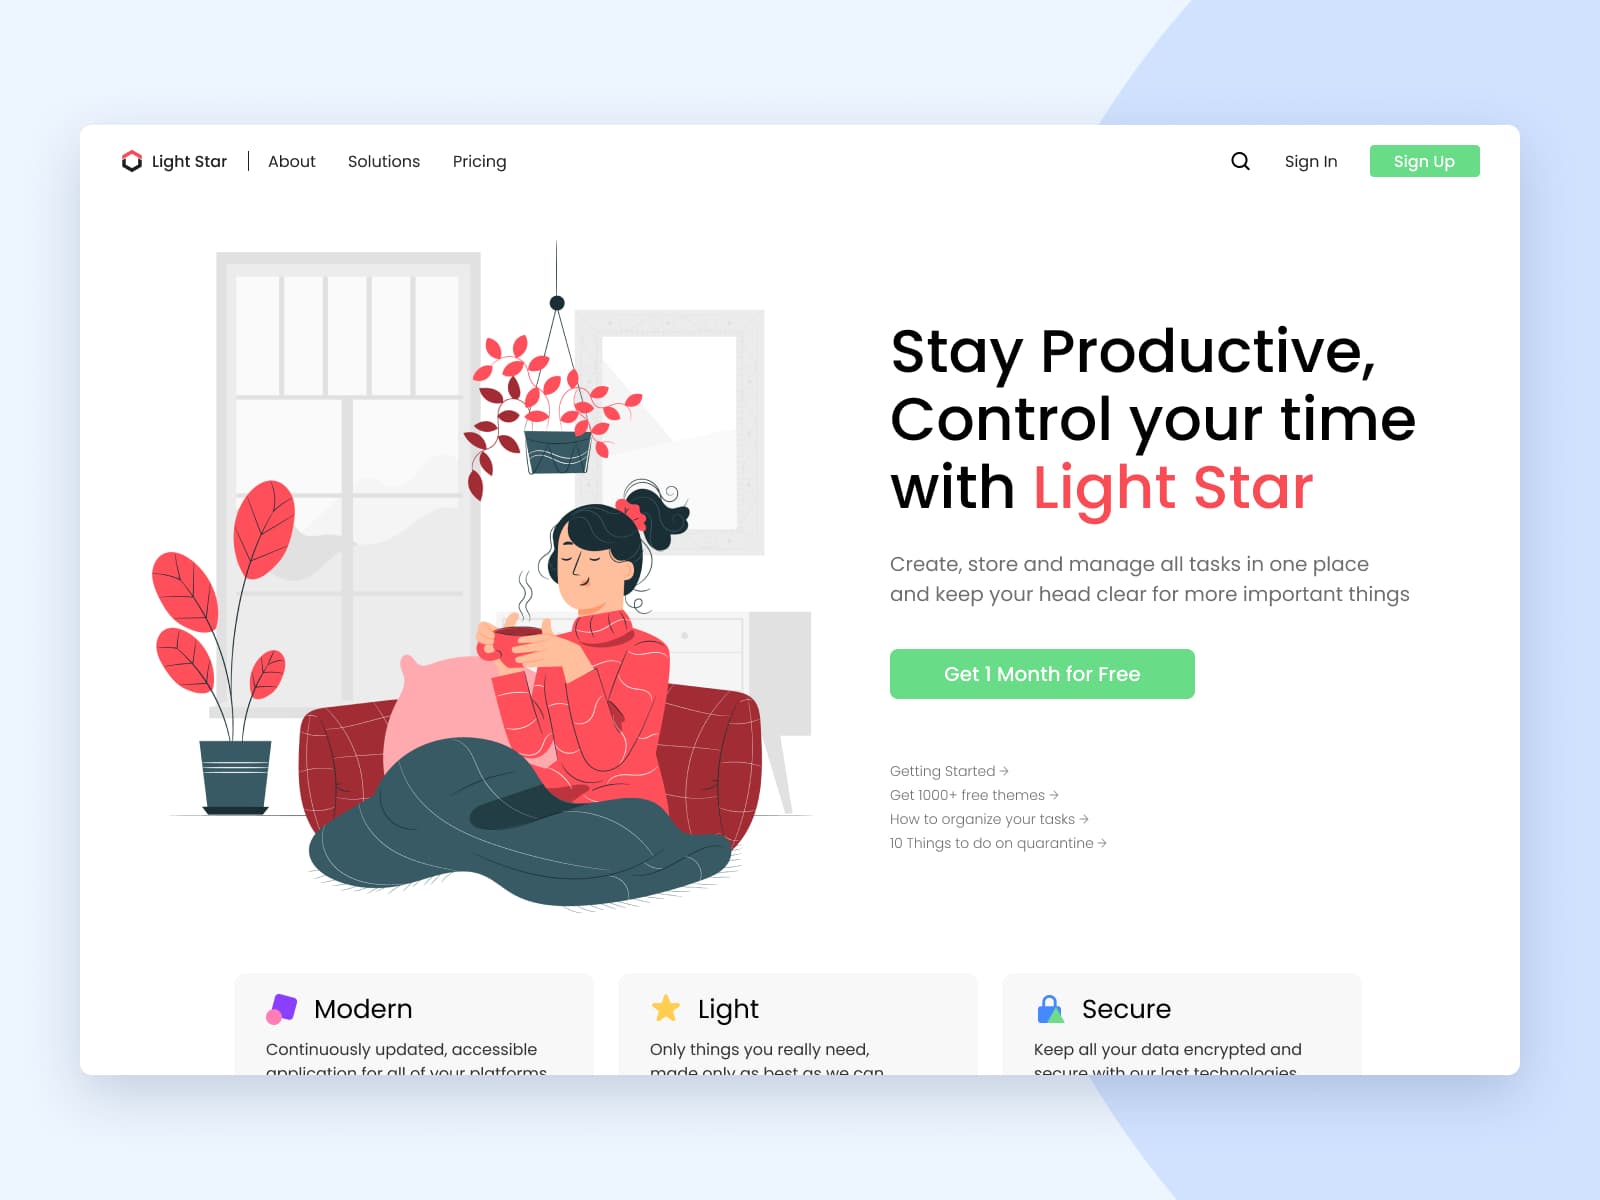 Light Star
About
Solutions
Pricing
Sign In
Sign Up
Stay Productive,
Control your time
with Light Star
Create, store and manage all tasks in one place
and keep your head clear for more important things
Get 1 Month for Free
Getting Started →
Get 1000+ free themes →
How to organize your tasks →
10 Things to do on quarantine →
Modern
Continuously updated, accessible
application for all of your platforms
Light
Only things you really need,
made only as best as we can
Secure
Keep all your data encrypted and
secure with our last technologies